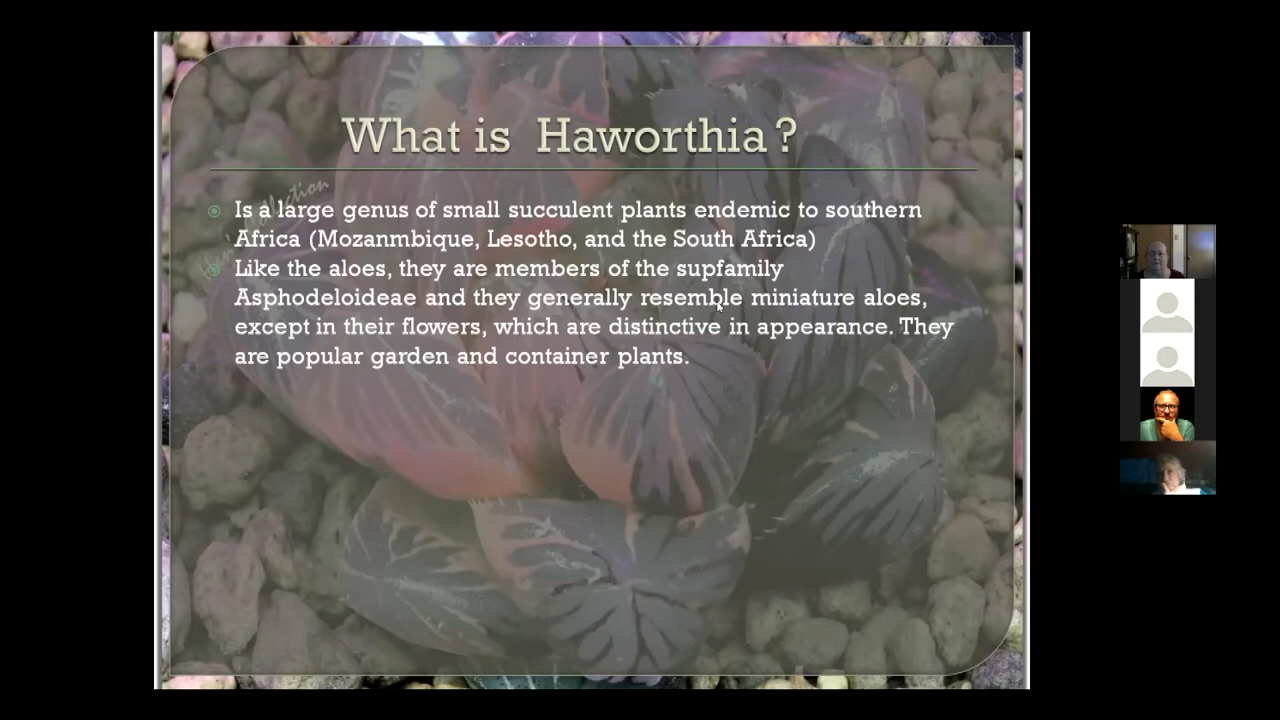 What is Haworthia ?
Is a large genus of small succulent plants endemic to southern
Africa (Mozanmbique, Lesotho, and the South Africa)
Like the aloes, they are members of the supfamily
Asphodeloideae and they generally resemble miniature aloes,
except in their flowers, which are distinctive in appearance. They
are popular garden and container plants.